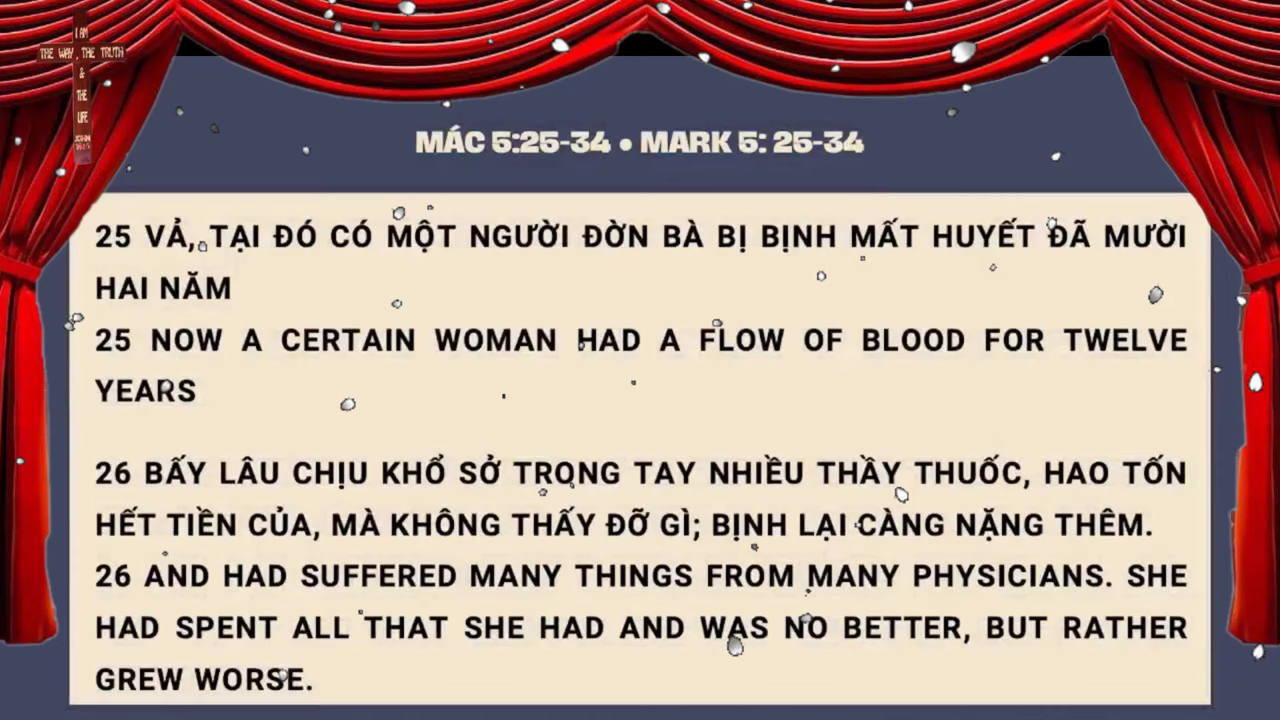 I AM
THE WAY, THE TRUTH
&
THE
LIFE
JOHN
MÁC 5:25-34 • MARK 5: 25-34
25 VẢ, TẠI ĐÓ CÓ MỘT NGƯỜI ĐỜN BÀ BỊ BỊNH MẤT HUYẾT ĐÃ MƯỜI
HAI NĂM
25 NOW A CERTAIN WOMAN HAD A FLOW OF BLOOD FOR TWELVE
YEARS
26 BẤY LÂU CHỊU KHỔ SỞ TRONG TAY NHIỀU THẦY THUỐC, HAO TỐN
HẾT TIỀN CỦA, MÀ KHÔNG THẤY ĐỠ GÌ; BỊNH LẠI CÀNG NẶNG THÊM.
26 AND HAD SUFFERED MANY THINGS FROM MANY PHYSICIANS. SHE
HAD SPENT ALL THAT SHE HAD AND WAS NO BETTER, BUT RATHER
GREW WORSE.